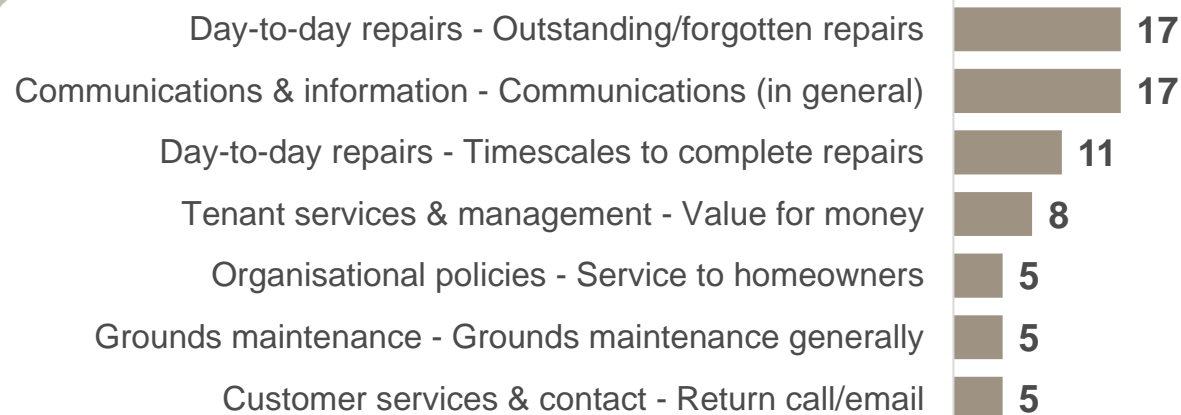 Day-to-day repairs - Outstanding/forgotten repairs 17
Communications & information - Communications (in general) 17
Day-to-day repairs - Timescales to complete repairs 11
Tenant services & management - Value for money 8
Organisational policies - Service to homeowners 5
Grounds maintenance - Grounds maintenance generally 5
Customer services & contact - Return call/email 5